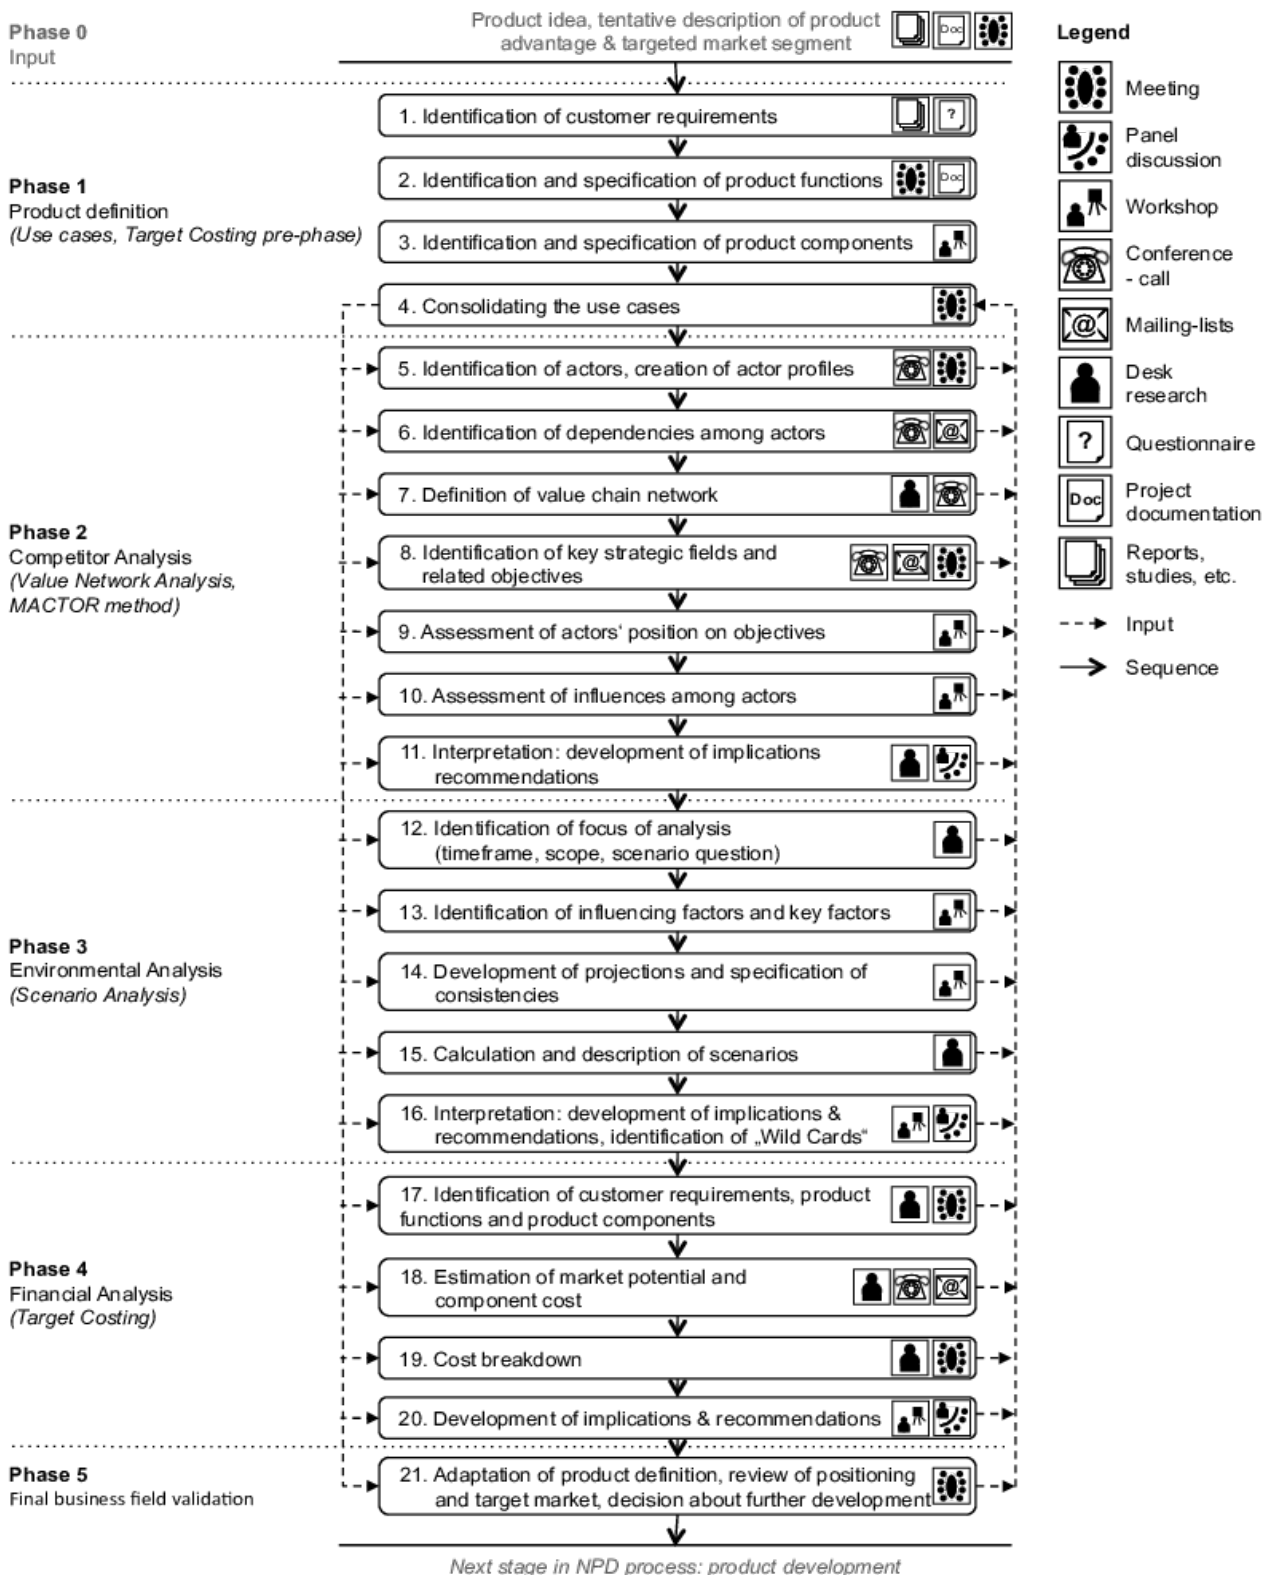 Phase 0
Input
Product idea, tentative description of product
advantage & targeted market segment
Doc
Legend
Meeting
Panel
discussion
Workshop
Conference
- call
@
Mailing-lists
Desk
research
?
Questionnaire
Doc
Project
documentation
Reports,
studies, etc.
Input
Sequence
Phase 1
Product definition
(Use cases, Target Costing pre-phase)
1. Identification of customer requirements
?
2. Identification and specification of product functions
Doc
3. Identification and specification of product components
4. Consolidating the use cases
Phase 2
Competitor Analysis
(Value Network Analysis,
MACTOR method)
5. Identification of actors, creation of actor profiles
6. Identification of dependencies among actors
@
7. Definition of value chain network
8. Identification of key strategic fields and
related objectives
@
9. Assessment of actors‘ position on objectives
10. Assessment of influences among actors
11. Interpretation: development of implications
recommendations
Phase 3
Environmental Analysis
(Scenario Analysis)
12. Identification of focus of analysis
(timeframe, scope, scenario question)
13. Identification of influencing factors and key factors
14. Development of projections and specification of
consistencies
15. Calculation and description of scenarios
16. Interpretation: development of implications &
recommendations, identification of „Wild Cards“
Phase 4
Financial Analysis
(Target Costing)
17. Identification of customer requirements, product
functions and product components
18. Estimation of market potential and
component cost
@
19. Cost breakdown
20. Development of implications & recommendations
Phase 5
Final business field validation
21. Adaptation of product definition, review of positioning
and target market, decision about further development
Next stage in NPD process: product development